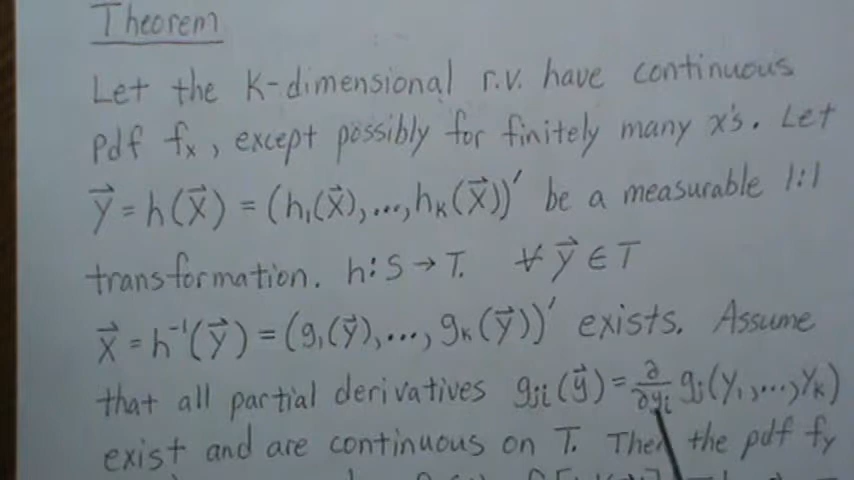 Theorem
Let the K-dimensional r.v. have continuous
pdf fₓ, except possibly for finitely many x's. Let
y⃗ = h(X⃗) = (h₁(X⃗),...,hₖ(X⃗))' be a measurable 1:1
transformation. h: S → T. ∀ y⃗ ∈ T
X⃗ = h⁻¹(y⃗) = (g₁(y⃗),..., gₖ(y⃗))' exists. Assume
that all partial derivatives gⱼᵢ(y⃗) = ∂/∂yᵢ gⱼ(y₁,...,yₖ)
exist and are continuous on T. Then the pdf f_y